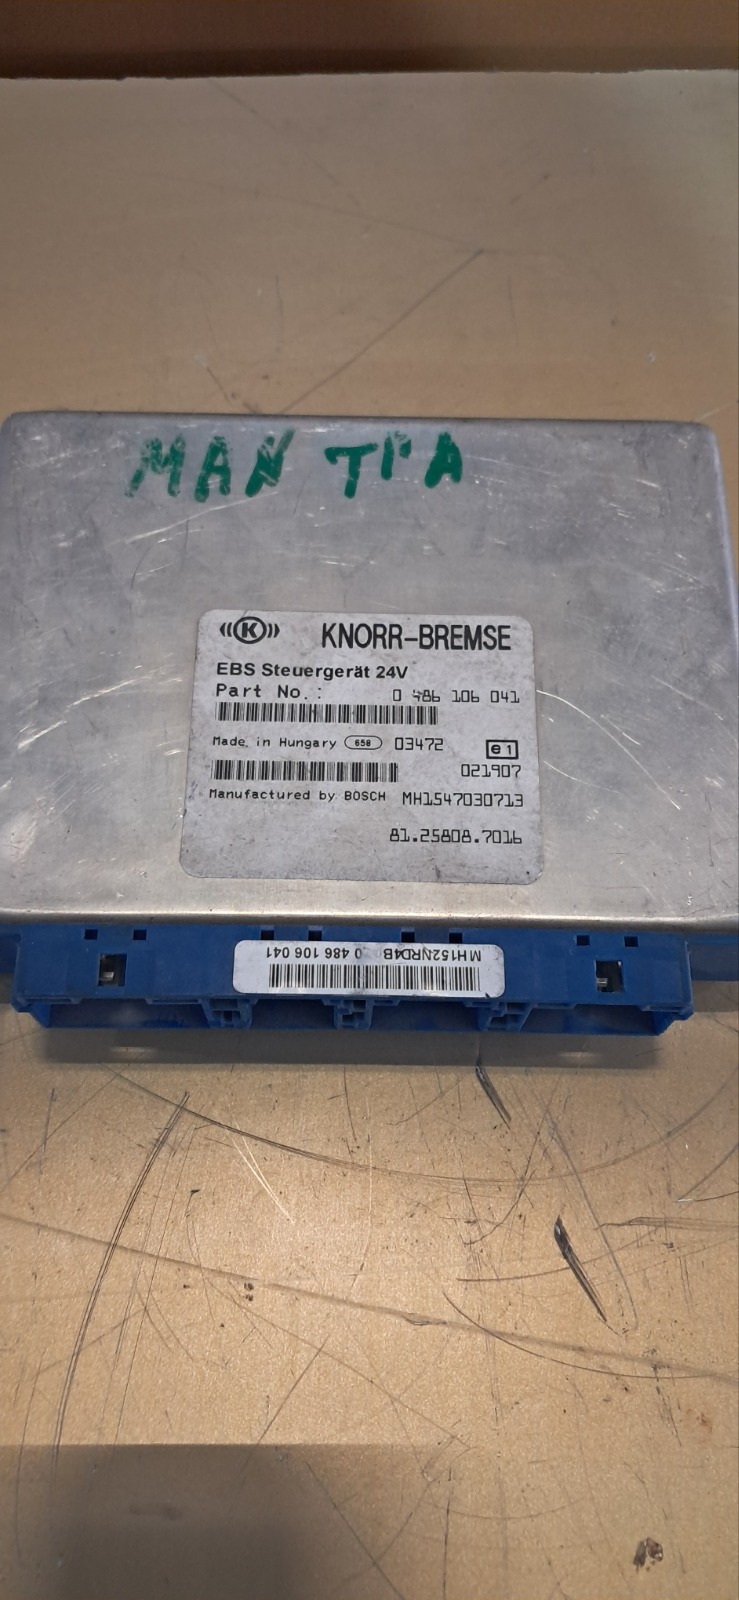 MAN TГA
((K)) KNORR-BREMSE
EBS Steuergerät 24V
Part No.: 0 486 106 041
Made in Hungary 658 03472 e1
021907
Manufactured by BOSCH MH1547030713
81.25808.7016
MH152NRD4B 0 486 106 041